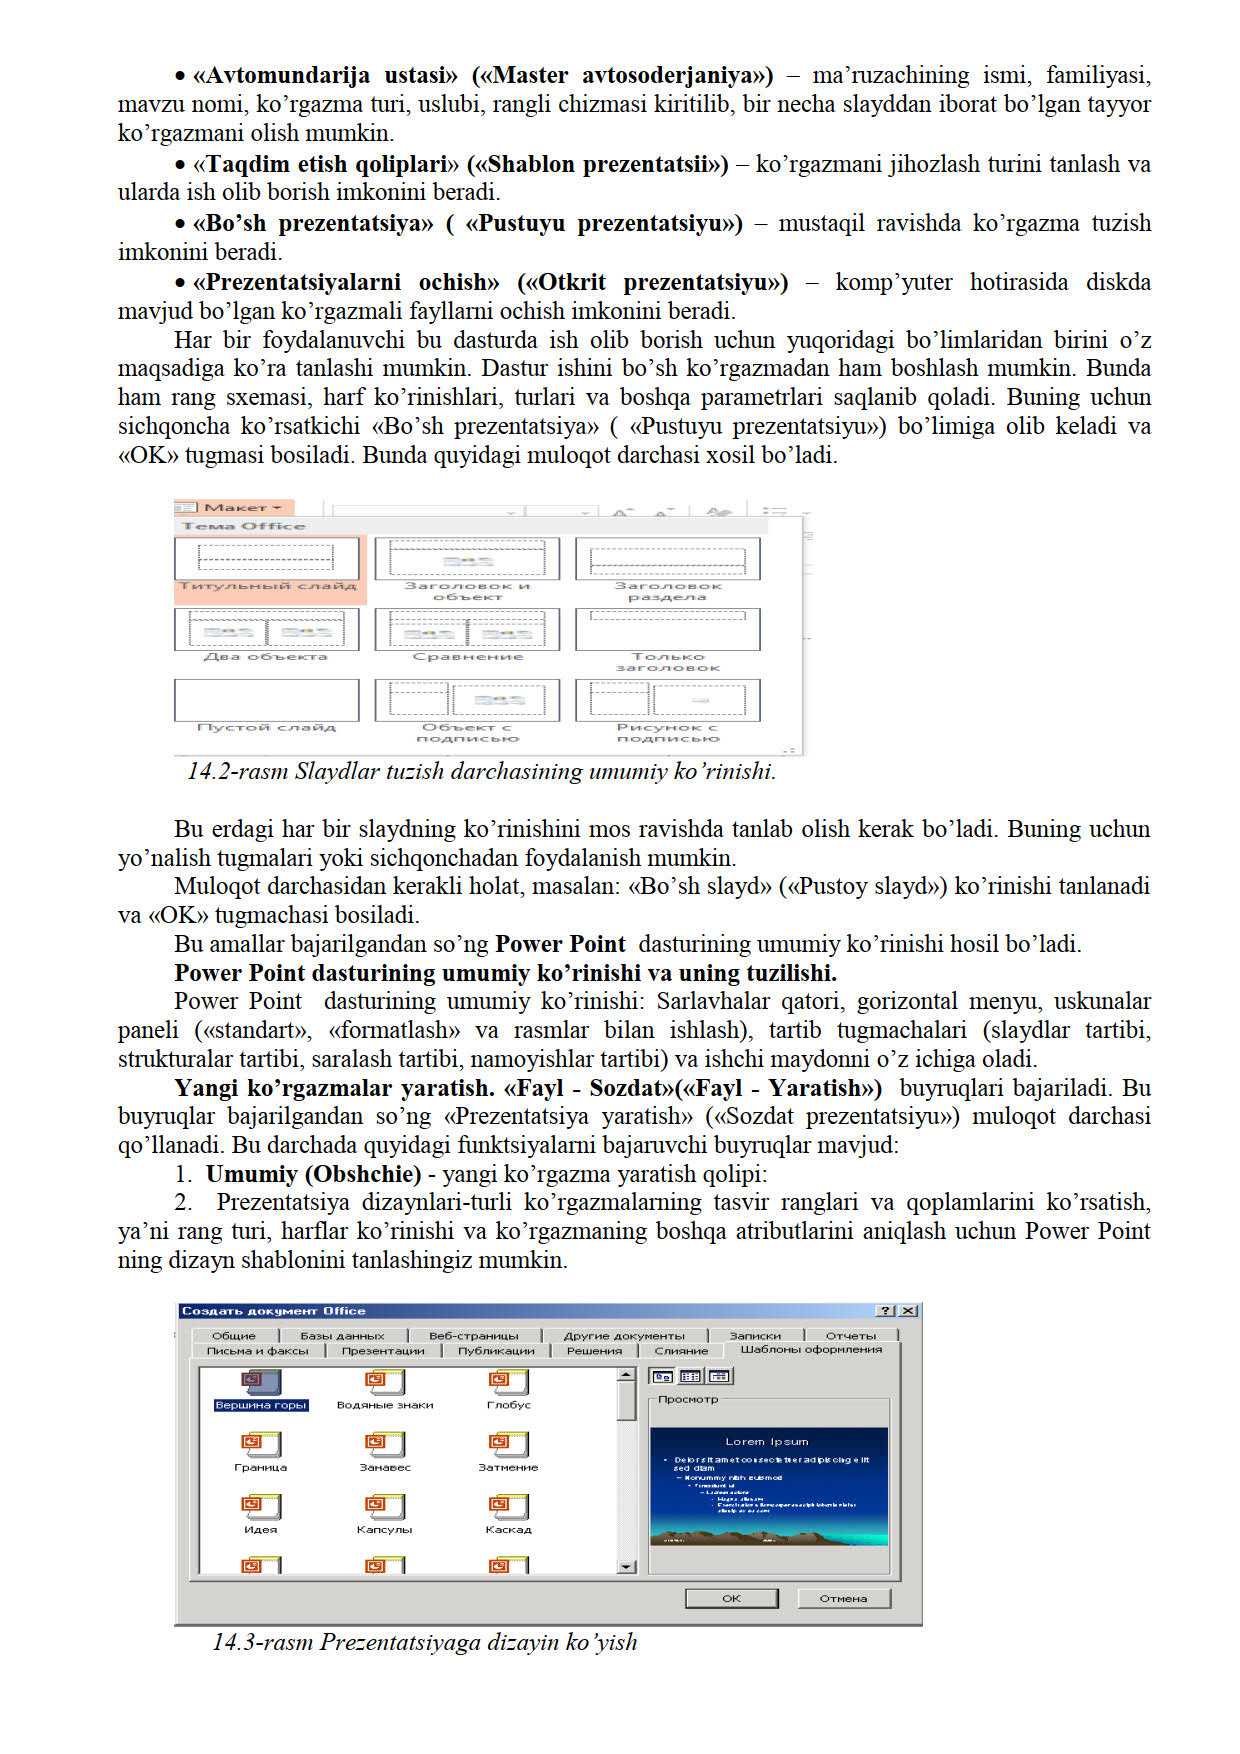 • «Avtomundarija ustasi» («Master avtosoderjaniya») – ma’ruzachining ismi, familiyasi,
mavzu nomi, ko’rgazma turi, uslubi, rangli chizmasi kiritilib, bir necha slayddan iborat bo’lgan tayyor
ko’rgazmani olish mumkin.
• «Taqdim etish qoliplari» («Shablon prezentatsii») – ko’rgazmani jihozlash turini tanlash va
ularda ish olib borish imkonini beradi.
• «Bo’sh prezentatsiya» ( «Pustuyu prezentatsiyu») – mustaqil ravishda ko’rgazma tuzish
imkonini beradi.
• «Prezentatsiyalarni ochish» («Otkrit prezentatsiyu») – komp’yuter hotirasida diskda
mavjud bo’lgan ko’rgazmali fayllarni ochish imkonini beradi.
Har bir foydalanuvchi bu dasturda ish olib borish uchun yuqoridagi bo’limlaridan birini o’z
maqsadiga ko’ra tanlashi mumkin. Dastur ishini bo’sh ko’rgazmadan ham boshlash mumkin. Bunda
ham rang sxemasi, harf ko’rinishlari, turlari va boshqa parametrlari saqlanib qoladi. Buning uchun
sichqoncha ko’rsatkichi «Bo’sh prezentatsiya» ( «Pustuyu prezentatsiyu») bo’limiga olib keladi va
«OK» tugmasi bosiladi. Bunda quyidagi muloqot darchasi xosil bo’ladi.
Макет
Тема Office
Титульный слайд
Заголовок и объект
Заголовок раздела
Два объекта
Сравнение
Только заголовок
Пустой слайд
Объект с подписью
Рисунок с подписью
14.2-rasm Slaydlar tuzish darchasining umumiy ko’rinishi.
Bu erdagi har bir slaydning ko’rinishini mos ravishda tanlab olish kerak bo’ladi. Buning uchun
yo’nalish tugmalari yoki sichqonchadan foydalanish mumkin.
Muloqot darchasidan kerakli holat, masalan: «Bo’sh slayd» («Pustoy slayd») ko’rinishi tanlanadi
va «OK» tugmachasi bosiladi.
Bu amallar bajarilgandan so’ng Power Point dasturining umumiy ko’rinishi hosil bo’ladi.
Power Point dasturining umumiy ko’rinishi va uning tuzilishi.
Power Point dasturining umumiy ko’rinishi: Sarlavhalar qatori, gorizontal menyu, uskunalar
paneli («standart», «formatlash» va rasmlar bilan ishlash), tartib tugmachalari (slaydlar tartibi,
strukturalar tartibi, saralash tartibi, namoyishlar tartibi) va ishchi maydonni o’z ichiga oladi.
Yangi ko’rgazmalar yaratish. «Fayl - Sozdat»(«Fayl - Yaratish») buyruqlari bajariladi. Bu
buyruqlar bajarilgandan so’ng «Prezentatsiya yaratish» («Sozdat prezentatsiyu») muloqot darchasi
qo’llanadi. Bu darchada quyidagi funktsiyalarni bajaruvchi buyruqlar mavjud:
1. Umumiy (Obshchie) - yangi ko’rgazma yaratish qolipi:
2. Prezentatsiya dizaynlari-turli ko’rgazmalarning tasvir ranglari va qoplamlarini ko’rsatish,
ya’ni rang turi, harflar ko’rinishi va ko’rgazmaning boshqa atributlarini aniqlash uchun Power Point
ning dizayn shablonini tanlashingiz mumkin.
Создать документ Office
Общие Базы данных Веб-страницы Другие документы Записки Отчеты
Письма и факсы Презентации Публикации Решения Слияние Шаблоны оформления
Вершина горы Водяные знаки Глобус
Граница Занавес Затмение
Идея Капсулы Каскад
Просмотр
Lorem Ipsum
• Delor sit amet consectetuer adipiscing elit
sed diam
– Nonummy nibh euismod
OK Отмена
14.3-rasm Prezentatsiyaga dizayin ko’yish